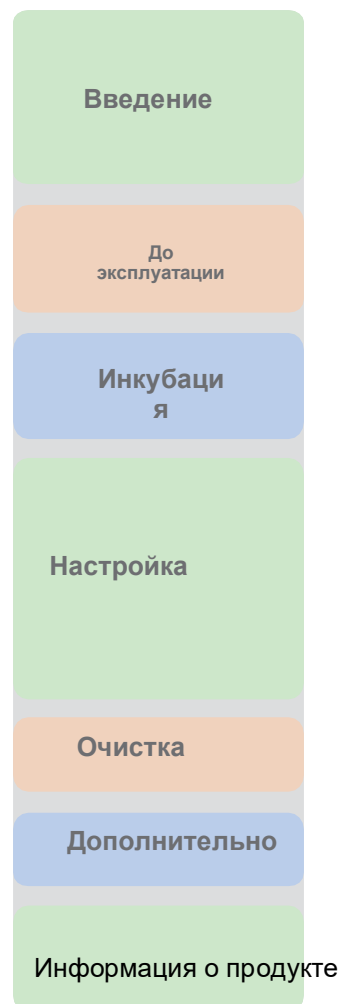 Введение
До
эксплуатации
Инкубаци
я
Настройка
Очистка
Дополнительно
Информация о продукте